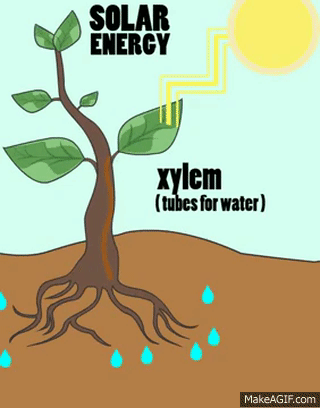 SOLAR
ENERGY
xylem
(tubes for water)
MakeAGIF.com